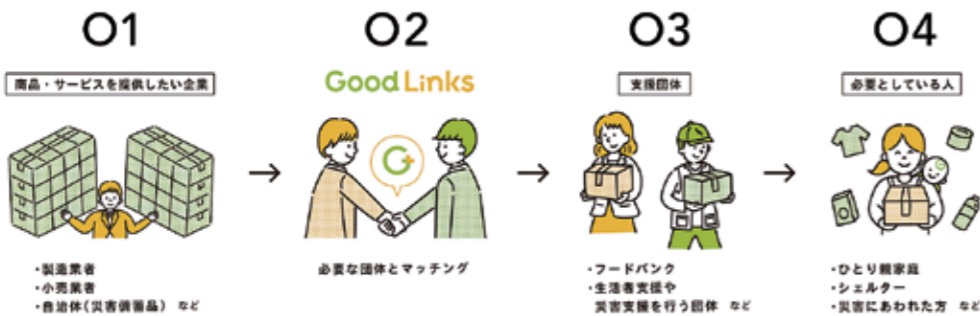 01
商品・サービスを提供したい企業
・製造業者
・小売業者
・自治体(災害備蓄品) など
02
Good Links
G+
必要な団体とマッチング
03
支援団体
・フードバンク
・生活者支援や
災害支援を行う団体 など
04
必要としている人
・ひとり親家庭
・シェルター
・災害にあわれた方 など